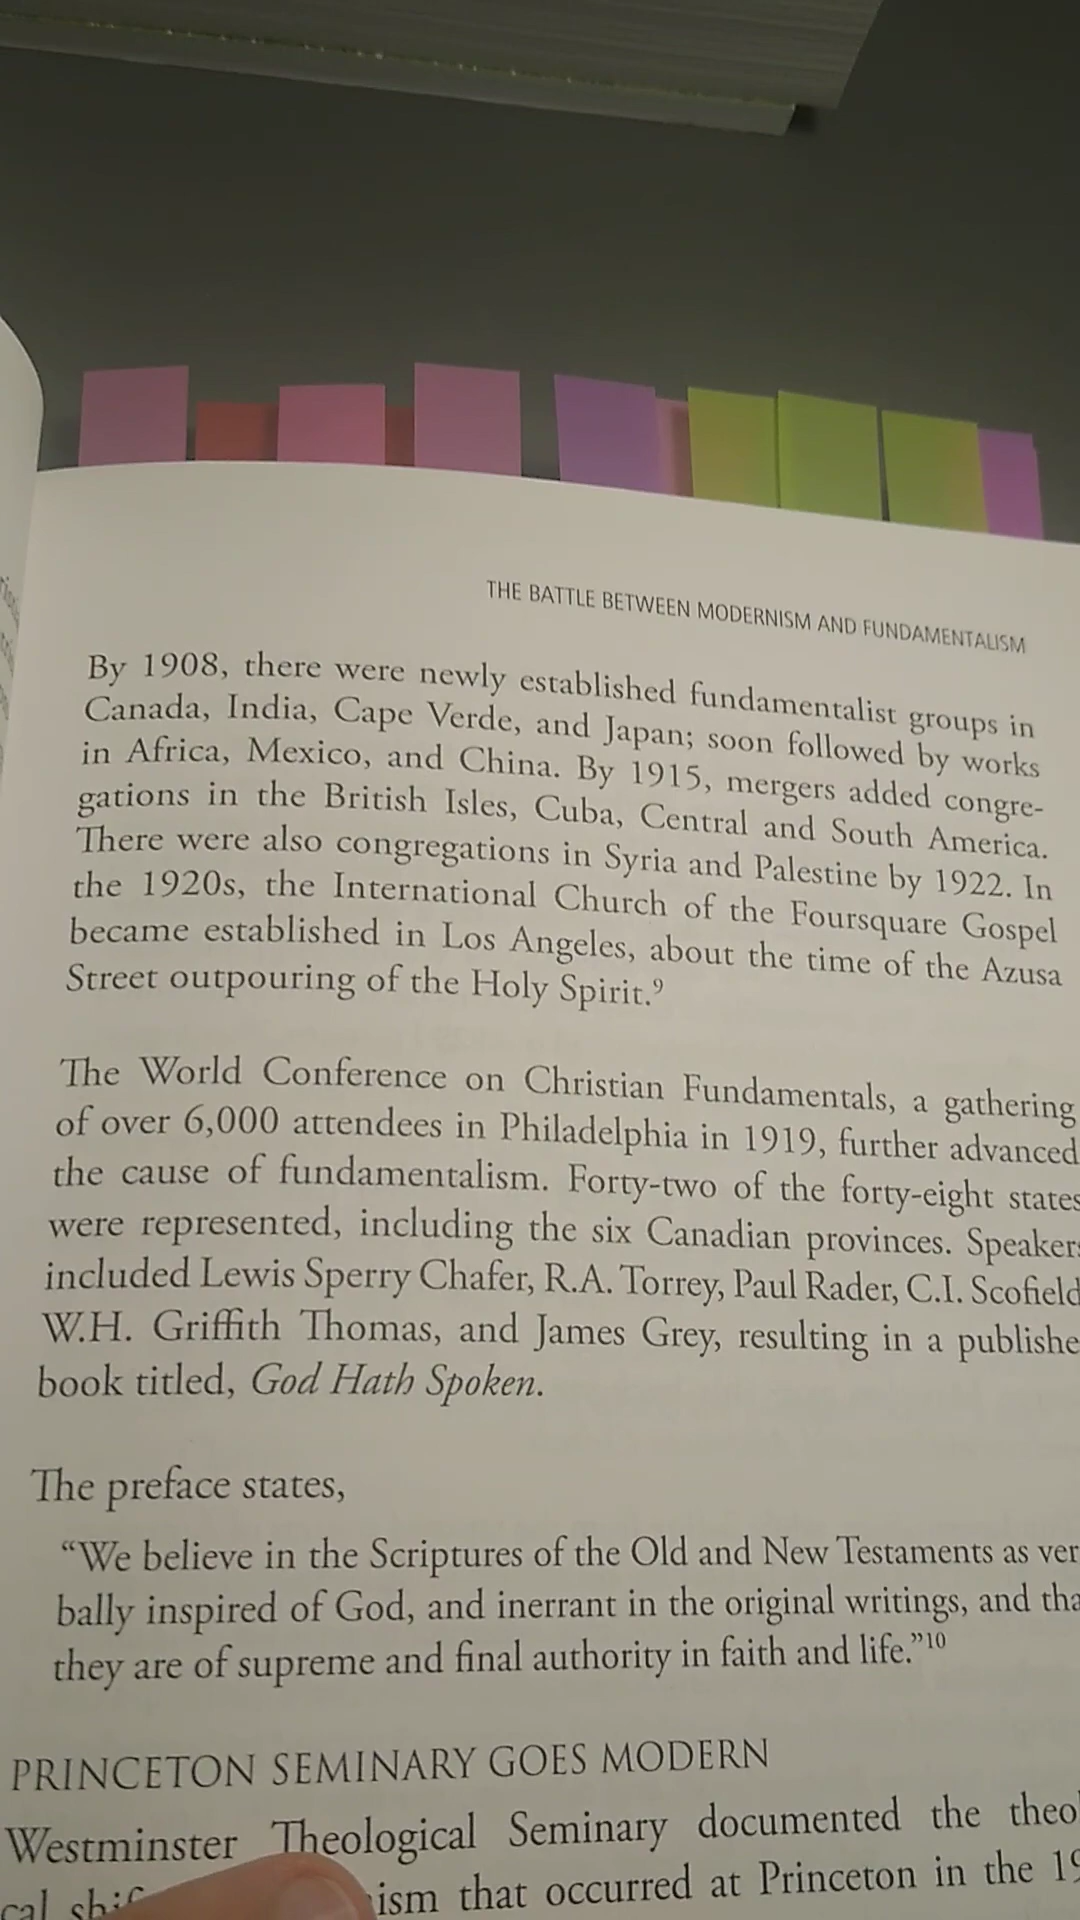 THE BATTLE BETWEEN MODERNISM AND FUNDAMENTALISM
By 1908, there were newly established fundamentalist groups in
Canada, India, Cape Verde, and Japan; soon followed by works
in Africa, Mexico, and China. By 1915, mergers added congre-
gations in the British Isles, Cuba, Central and South America.
There were also congregations in Syria and Palestine by 1922. In
the 1920s, the International Church of the Foursquare Gospel
became established in Los Angeles, about the time of the Azusa
Street outpouring of the Holy Spirit.⁹
The World Conference on Christian Fundamentals, a gathering
of over 6,000 attendees in Philadelphia in 1919, further advanced
the cause of fundamentalism. Forty-two of the forty-eight states
were represented, including the six Canadian provinces. Speakers
included Lewis Sperry Chafer, R.A. Torrey, Paul Rader, C.I. Scofield
W.H. Griffith Thomas, and James Grey, resulting in a publishe
book titled, God Hath Spoken.
The preface states,
“We believe in the Scriptures of the Old and New Testaments as ver
bally inspired of God, and inerrant in the original writings, and tha
they are of supreme and final authority in faith and life.”¹⁰
PRINCETON SEMINARY GOES MODERN
Westminster Theological Seminary documented the theol
cal ism that occurred at Princeton in the